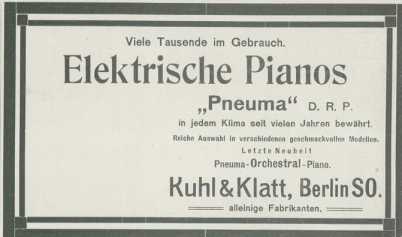 Viele Tausende im Gebrauch.
Elektrische Pianos
„Pneuma“ D. R. P.
in jedem Klima seit vielen Jahren bewährt.
Reiche Auswahl in verschiedenen geschmackvollen Modellen.
Letzte Neuheit
Pneuma-Orchestral-Piano.
Kuhl & Klatt, Berlin SO.
alleinige Fabrikanten.